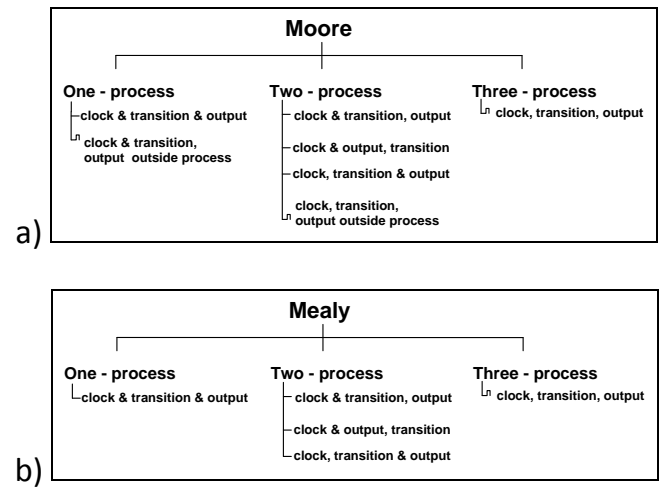 Moore
One - process
clock & transition & output
clock & transition,
output outside process
Two - process
clock & transition, output
clock & output, transition
clock, transition & output
clock, transition,
output outside process
Three - process
clock, transition, output
a)
Mealy
One - process
clock & transition & output
Two - process
clock & transition, output
clock & output, transition
clock, transition & output
Three - process
clock, transition, output
b)